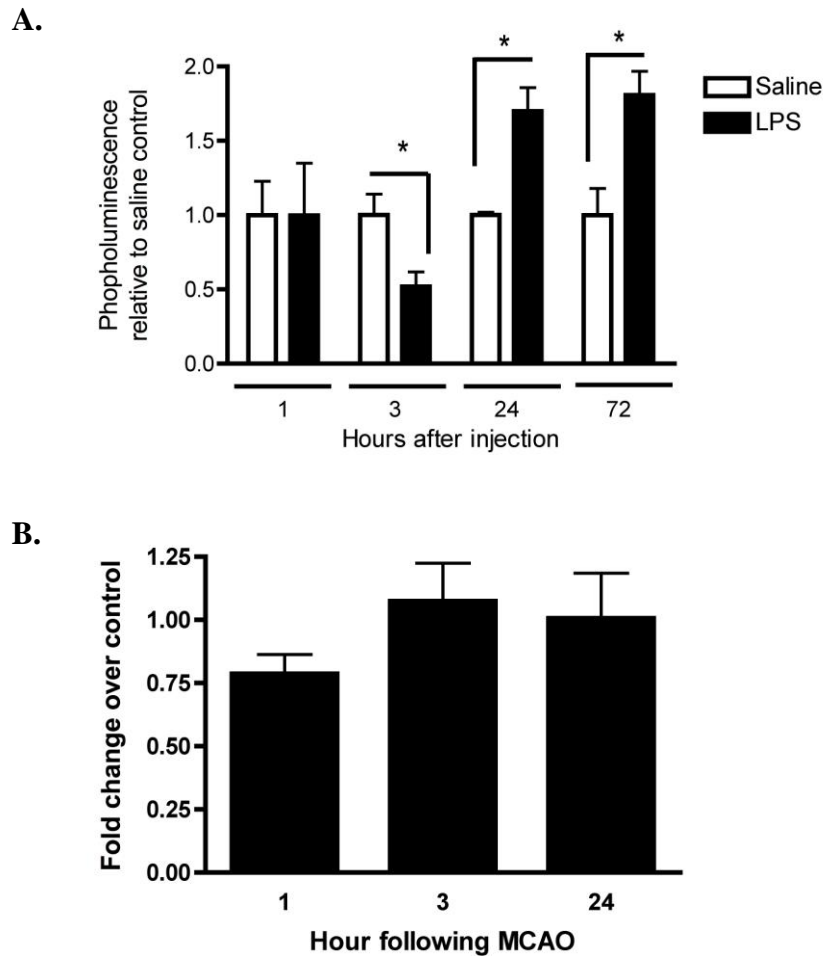 A.
*
*
*
Phopholuminescence
relative to saline control
2.0
1.5
1.0
0.5
0.0
Saline
LPS
1 3 24 72
Hours after injection
B.
Fold change over control
1.25
1.00
0.75
0.50
0.25
0.00
1 3 24
Hour following MCAO